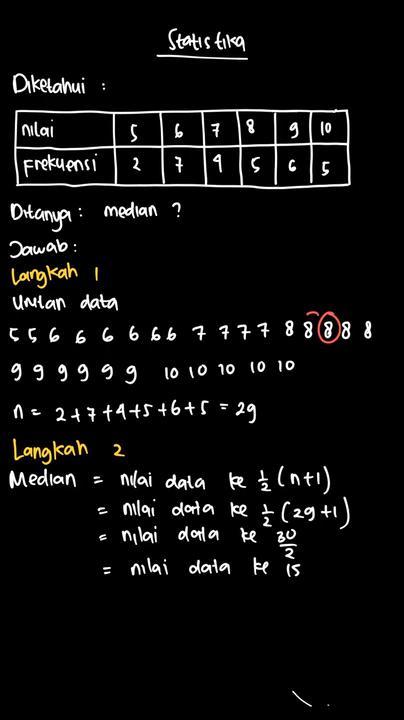 Statistika
Diketahui :
nilai 5 6 7 8 9 10
Frekuensi 2 7 4 5 6 5
Ditanya : median ?
Jawab :
Langkah 1
Urutan data
5 5 6 6 6 6 6 6 7 7 7 7 8 8 8 8 8
9 9 9 9 9 9 10 10 10 10 10
n = 2+7+4+5+6+5 = 29
Langkah 2
Median = nilai data ke 1/2 (n+1)
= nilai data ke 1/2 (29+1)
= nilai data ke 30/2
= nilai data ke 15